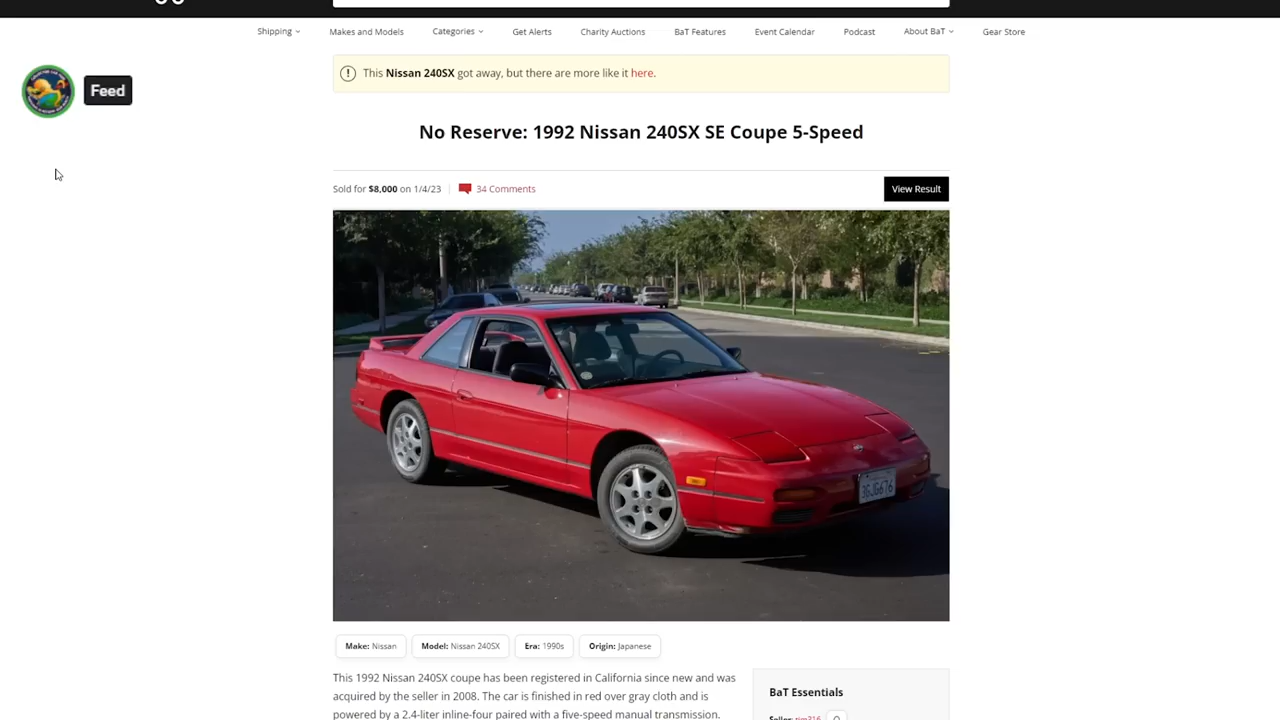 Shipping
Makes and Models
Categories
Get Alerts
Charity Auctions
BaT Features
Event Calendar
Podcast
About BaT
Gear Store
Feed
This Nissan 240SX got away, but there are more like it here.
No Reserve: 1992 Nissan 240SX SE Coupe 5-Speed
Sold for $8,000 on 1/4/23
34 Comments
View Result
3GJG676
Make: Nissan
Model: Nissan 240SX
Era: 1990s
Origin: Japanese
This 1992 Nissan 240SX coupe has been registered in California since new and was
acquired by the seller in 2008. The car is finished in red over gray cloth and is
powered by a 2.4-liter inline-four paired with a five-speed manual transmission.
BaT Essentials
Seller: